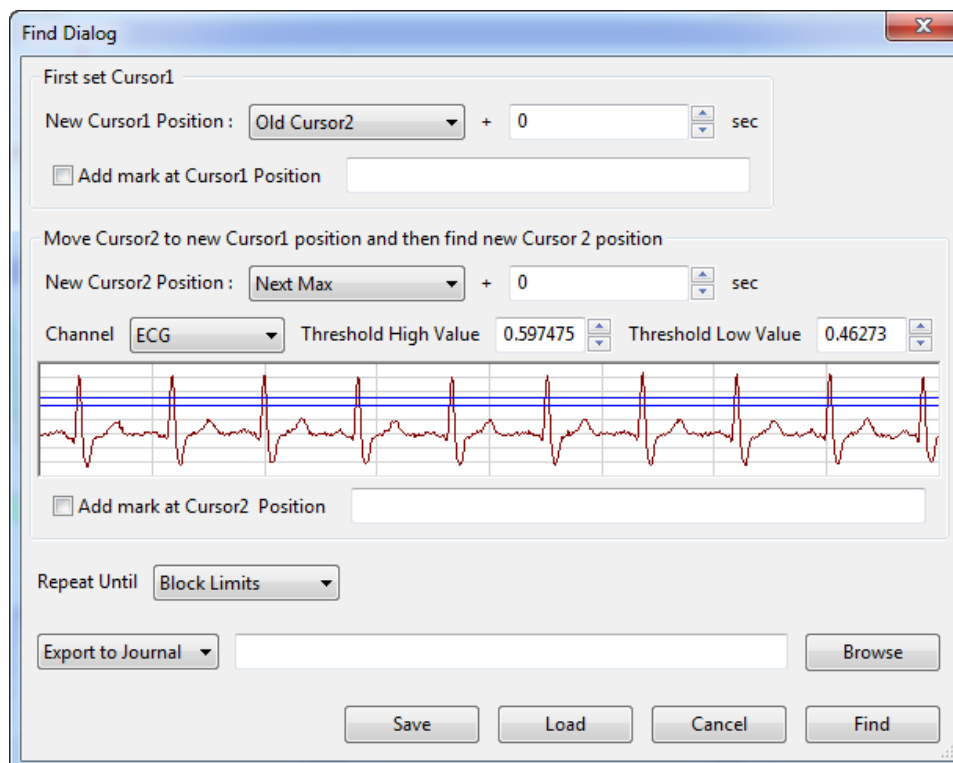 Find Dialog
First set Cursor1
New Cursor1 Position : Old Cursor2 + 0 sec
Add mark at Cursor1 Position
Move Cursor2 to new Cursor1 position and then find new Cursor 2 position
New Cursor2 Position : Next Max + 0 sec
Channel ECG Threshold High Value 0.597475 Threshold Low Value 0.46273
Add mark at Cursor2 Position
Repeat Until Block Limits
Export to Journal Browse
Save Load Cancel Find